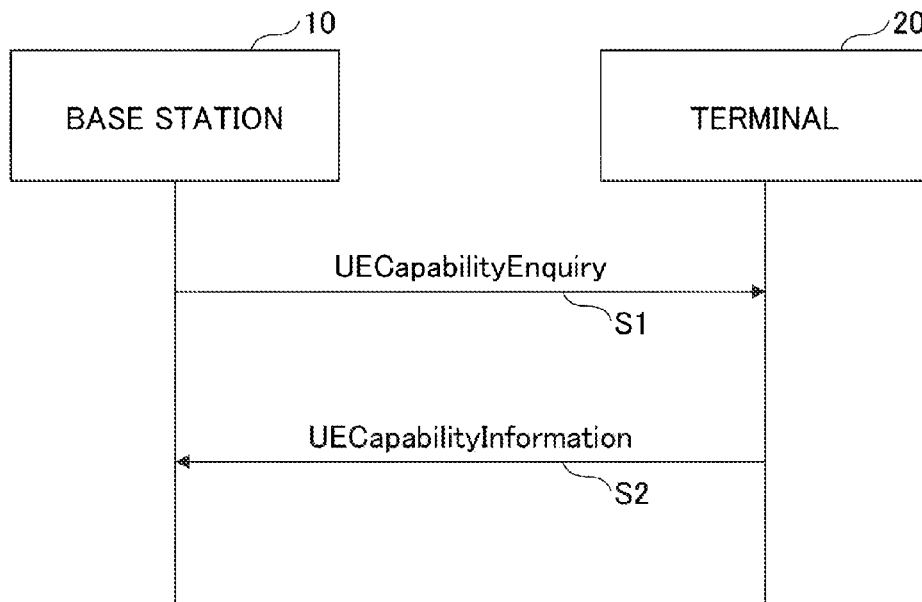 10
20
BASE STATION
TERMINAL
UECapabilityEnquiry
S1
UECapabilityInformation
S2